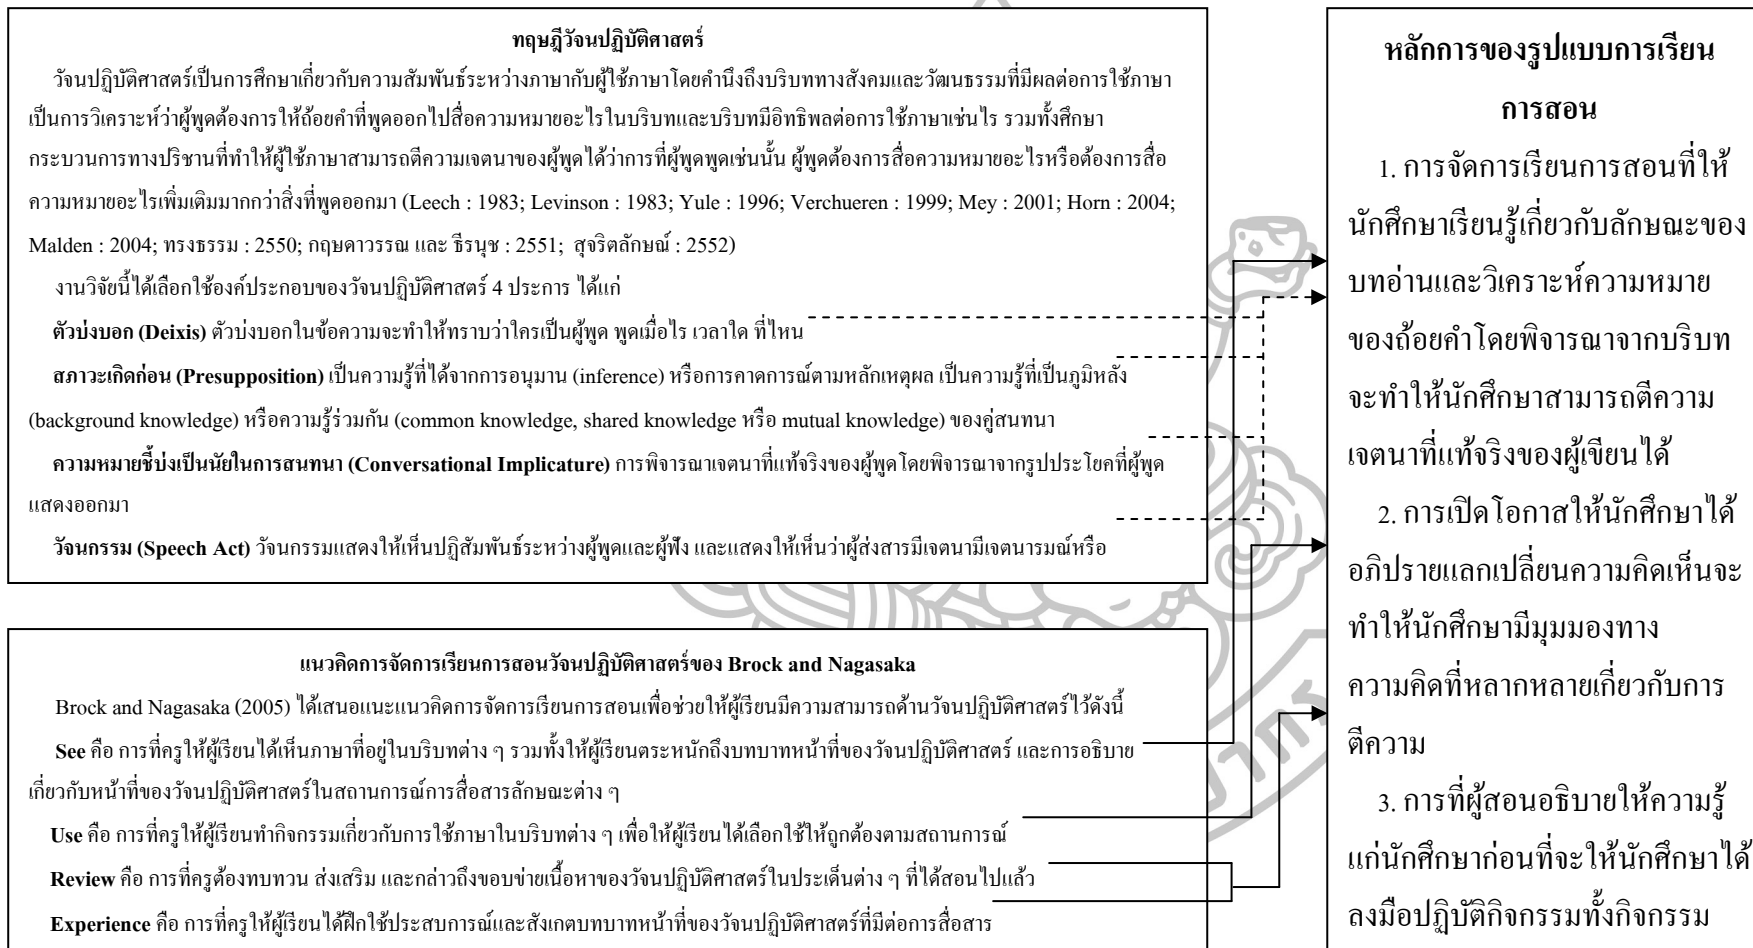 ทฤษฎีวัจนปฏิบัติศาสตร์
วัจนปฏิบัติศาสตร์เป็นการศึกษาเกี่ยวกับความสัมพันธ์ระหว่างภาษากับผู้ใช้ภาษาโดยคำนึงถึงบริบททางสังคมและวัฒนธรรมที่มีผลต่อการใช้ภาษา
เป็นการวิเคราะห์ว่าผู้พูดต้องการให้ถ้อยคำที่พูดออกไปสื่อความหมายอะไรในบริบทและบริบทมีอิทธิพลต่อการใช้ภาษาเช่นไร รวมทั้งศึกษา
กระบวนการทางปริชานที่ทำให้ผู้ใช้ภาษาสามารถตีความเจตนาของผู้พูดได้ว่าการที่ผู้พูดพูดเช่นนั้น ผู้พูดต้องการสื่อความหมายอะไรหรือต้องการสื่อ
ความหมายอะไรเพิ่มเติมมากกว่าสิ่งที่พูดออกมา (Leech : 1983; Levinson : 1983; Yule : 1996; Verchueren : 1999; Mey : 2001; Horn : 2004;
Malden : 2004; ทรงธรรม : 2550; กฤษดาวรรณ และ ธีรนุช : 2551; สุจริตลักษณ์ : 2552)
งานวิจัยนี้ได้เลือกใช้องค์ประกอบของวัจนปฏิบัติศาสตร์ 4 ประการ ได้แก่
ตัวบ่งบอก (Deixis) ตัวบ่งบอกในข้อความจะทำให้ทราบว่าใครเป็นผู้พูด พูดเมื่อไร เวลาใด ที่ไหน
สภาวะเกิดก่อน (Presupposition) เป็นความรู้ที่ได้จากการอนุมาน (inference) หรือการคาดการณ์ตามหลักเหตุผล เป็นความรู้ที่เป็นภูมิหลัง
(background knowledge) หรือความรู้ร่วมกัน (common knowledge, shared knowledge หรือ mutual knowledge) ของคู่สนทนา
ความหมายชี้บ่งเป็นนัยในการสนทนา (Conversational Implicature) การพิจารณาเจตนาที่แท้จริงของผู้พูดโดยพิจารณาจากรูปประโยคที่ผู้พูด
แสดงออกมา
วัจนกรรม (Speech Act) วัจนกรรมแสดงให้เห็นปฏิสัมพันธ์ระหว่างผู้พูดและผู้ฟัง และแสดงให้เห็นว่าผู้ส่งสารมีเจตนามีเจตนารมณ์หรือ
แนวคิดการจัดการเรียนการสอนวัจนปฏิบัติศาสตร์ของ Brock and Nagasaka
Brock and Nagasaka (2005) ได้เสนอแนะแนวคิดการจัดการเรียนการสอนเพื่อช่วยให้ผู้เรียนมีความสามารถด้านวัจนปฏิบัติศาสตร์ไว้ดังนี้
See คือ การที่ครูให้ผู้เรียนได้เห็นภาษาที่อยู่ในบริบทต่าง ๆ รวมทั้งให้ผู้เรียนตระหนักถึงบทบาทหน้าที่ของวัจนปฏิบัติศาสตร์ และการอธิบาย
เกี่ยวกับหน้าที่ของวัจนปฏิบัติศาสตร์ในสถานการณ์การสื่อสารลักษณะต่าง ๆ
Use คือ การที่ครูให้ผู้เรียนทำกิจกรรมเกี่ยวกับการใช้ภาษาในบริบทต่าง ๆ เพื่อให้ผู้เรียนได้เลือกใช้ให้ถูกต้องตามสถานการณ์
Review คือ การที่ครูต้องทบทวน ส่งเสริม และกล่าวถึงขอบข่ายเนื้อหาของวัจนปฏิบัติศาสตร์ในประเด็นต่าง ๆ ที่ได้สอนไปแล้ว
Experience คือ การที่ครูให้ผู้เรียนได้ฝึกใช้ประสบการณ์และสังเกตบทบาทหน้าที่ของวัจนปฏิบัติศาสตร์ที่มีต่อการสื่อสาร
หลักการของรูปแบบการเรียน
การสอน
1. การจัดการเรียนการสอนที่ให้
นักศึกษาเรียนรู้เกี่ยวกับลักษณะของ
บทอ่านและวิเคราะห์ความหมาย
ของถ้อยคำโดยพิจารณาจากบริบท
จะทำให้นักศึกษาสามารถตีความ
เจตนาที่แท้จริงของผู้เขียนได้
2. การเปิดโอกาสให้นักศึกษาได้
อภิปรายแลกเปลี่ยนความคิดเห็นจะ
ทำให้นักศึกษามีมุมมองทาง
ความคิดที่หลากหลายเกี่ยวกับการ
ตีความ
3. การที่ผู้สอนอธิบายให้ความรู้
แก่นักศึกษาก่อนที่จะให้นักศึกษาได้
ลงมือปฏิบัติกิจกรรมทั้งกิจกรรม